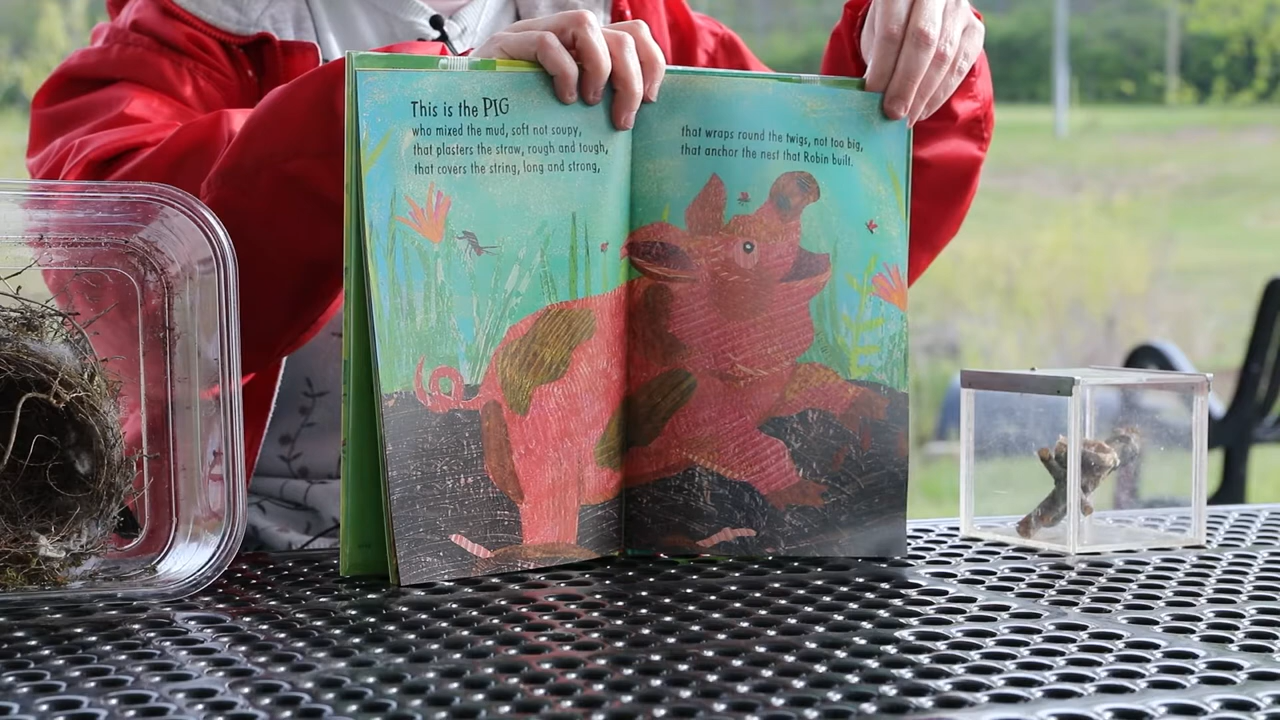 This is the PIG
who mixed the mud, soft not soupy,
that plasters the straw, rough and tough,
that covers the string, long and strong,
that wraps round the twigs, not too big,
that anchor the nest that Robin built.